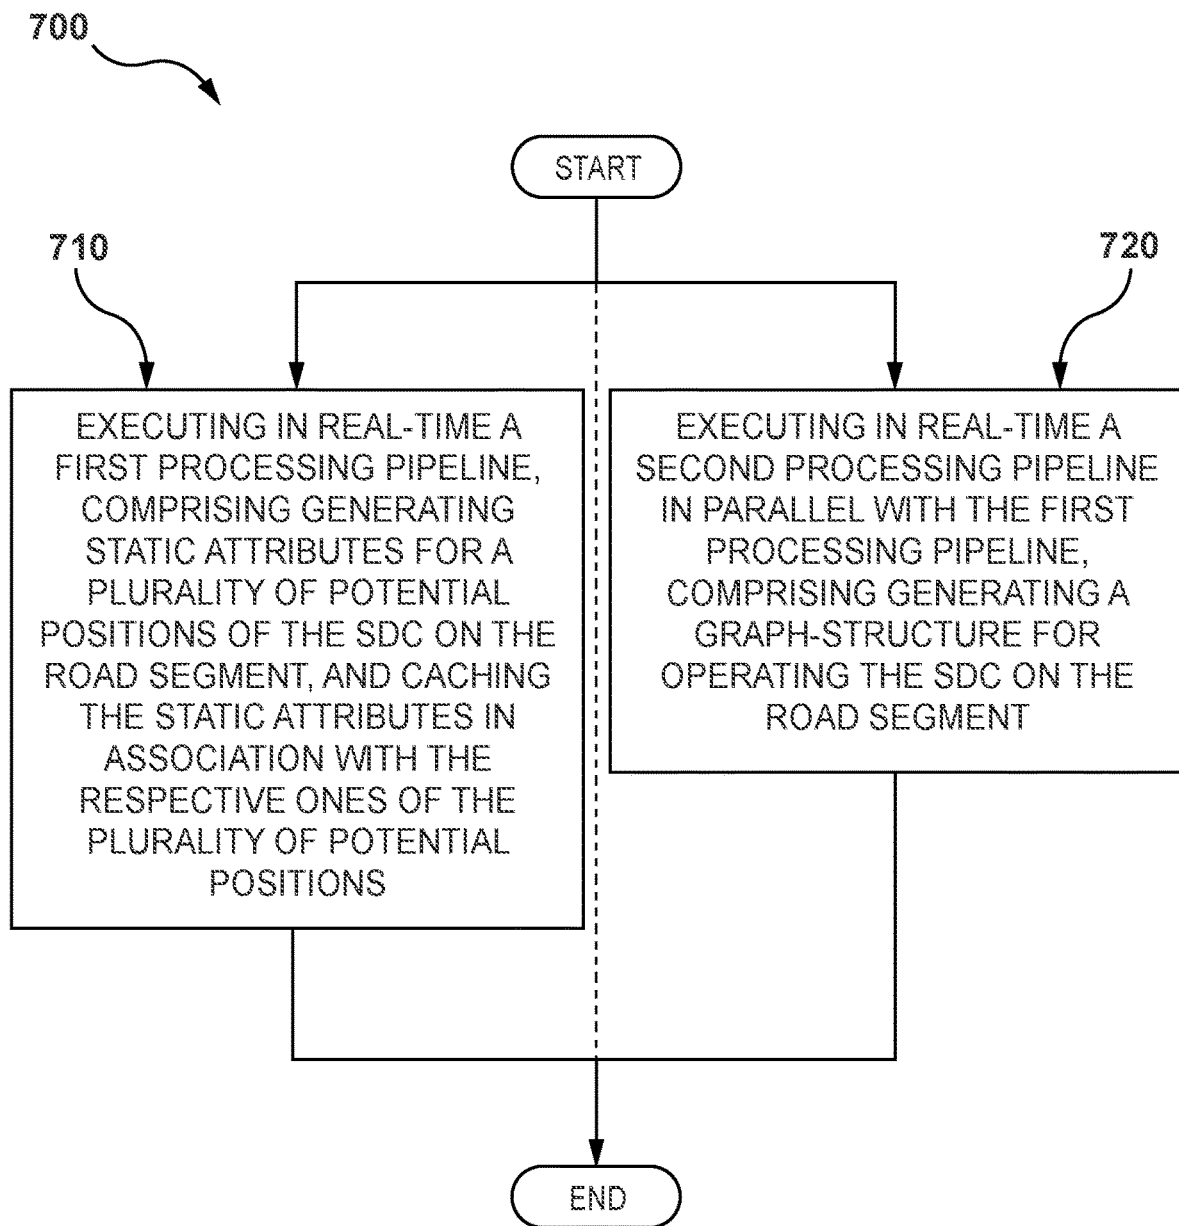 700
START
710
720
EXECUTING IN REAL-TIME A
FIRST PROCESSING PIPELINE,
COMPRISING GENERATING
STATIC ATTRIBUTES FOR A
PLURALITY OF POTENTIAL
POSITIONS OF THE SDC ON THE
ROAD SEGMENT, AND CACHING
THE STATIC ATTRIBUTES IN
ASSOCIATION WITH THE
RESPECTIVE ONES OF THE
PLURALITY OF POTENTIAL
POSITIONS
EXECUTING IN REAL-TIME A
SECOND PROCESSING PIPELINE
IN PARALLEL WITH THE FIRST
PROCESSING PIPELINE,
COMPRISING GENERATING A
GRAPH-STRUCTURE FOR
OPERATING THE SDC ON THE
ROAD SEGMENT
END